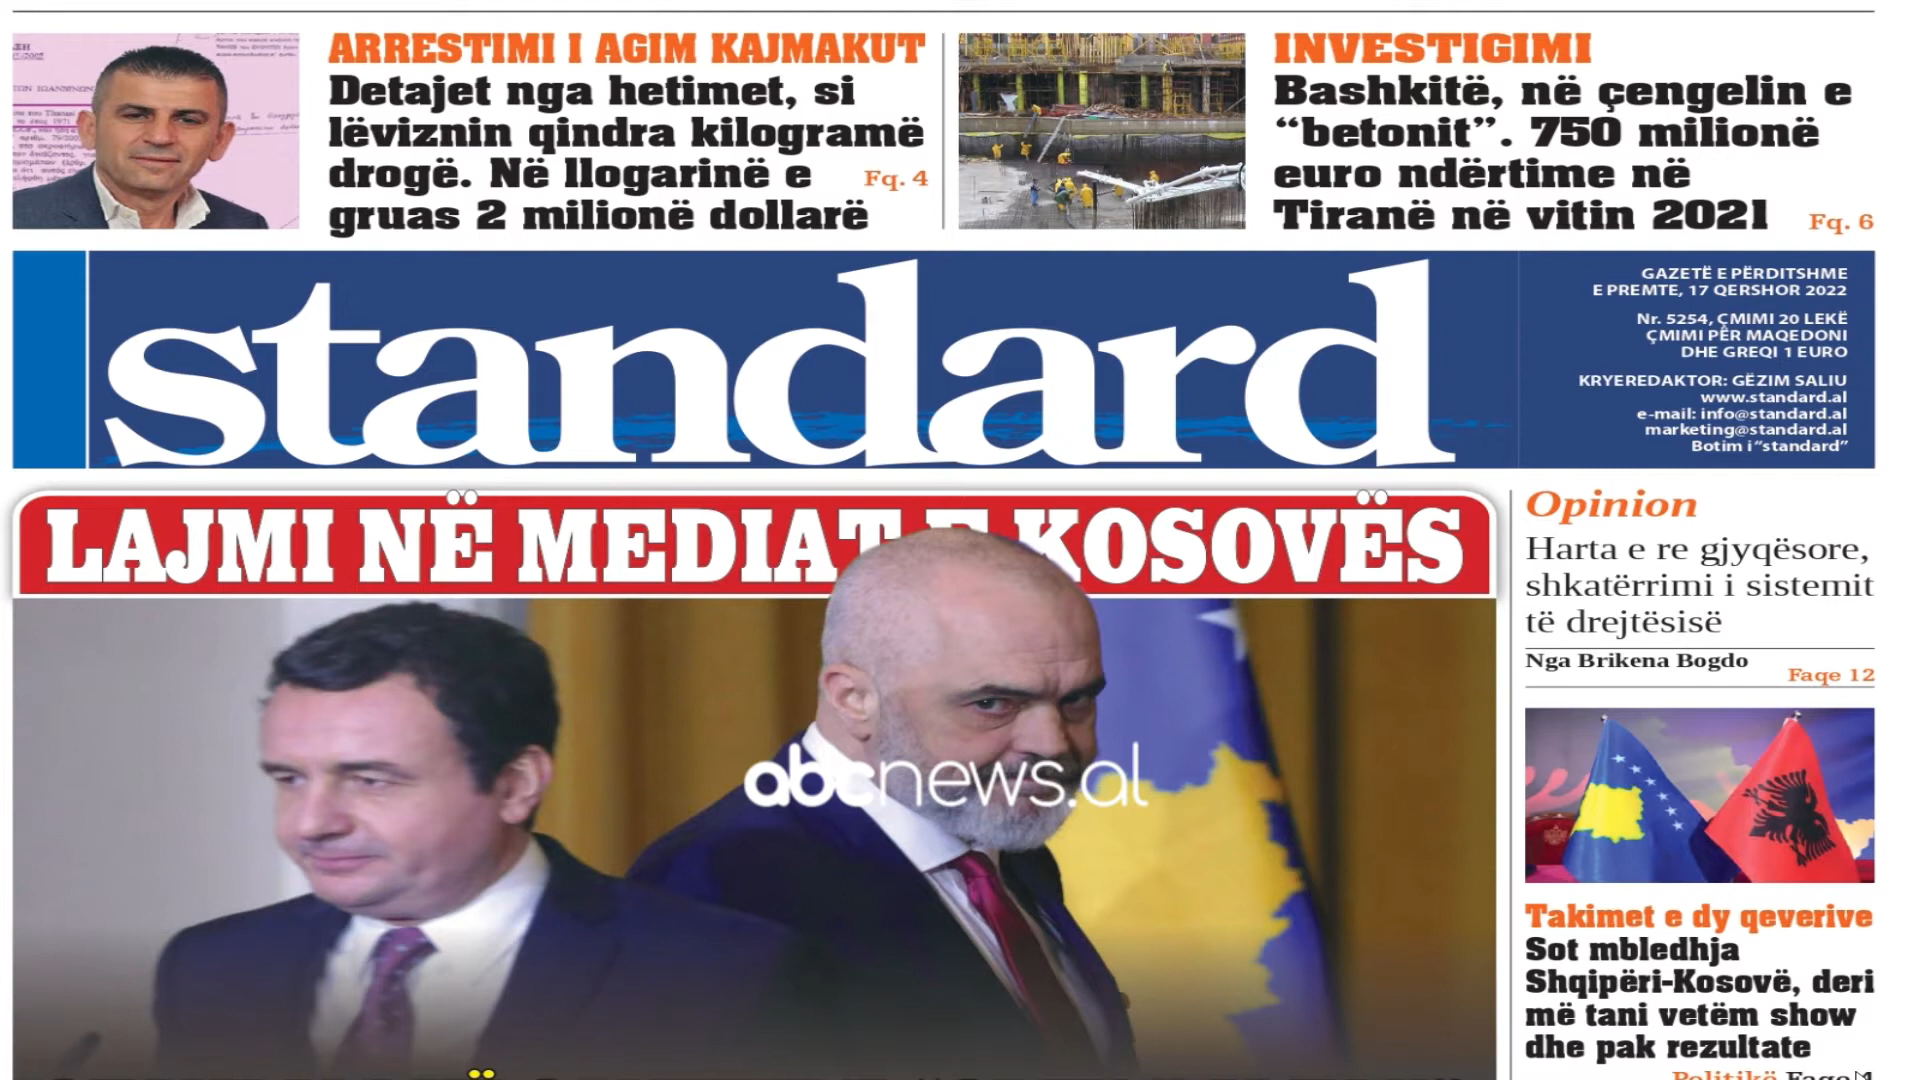 ARRESTIMI I AGIM KAJMAKUT
Detajet nga hetimet, si
lëviznin qindra kilogramë
drogë. Në llogarinë e
gruas 2 milionë dollarë
Fq. 4
INVESTIGIMI
Bashkitë, në çengelin e
“betonit”. 750 milionë
euro ndërtime në
Tiranë në vitin 2021
Fq. 6
standard
GAZETË E PËRDITSHME
E PREMTE, 17 QERSHOR 2022
Nr. 5254, ÇMIMI 20 LEKË
ÇMIMI PËR MAQEDONI
DHE GREQI 1 EURO
KRYEREDAKTOR: GËZIM SALIU
www.standard.al
e-mail: info@standard.al
marketing@standard.al
Botim i “standard”
LAJMI NË MEDIAT E KOSOVËS
abcnews.al
Opinion
Harta e re gjyqësore,
shkatërrimi i sistemit
të drejtësisë
Nga Brikena Bogdo
Faqe 12
Takimet e dy qeverive
Sot mbledhja
Shqipëri-Kosovë, deri
më tani vetëm show
dhe pak rezultate
Politikë